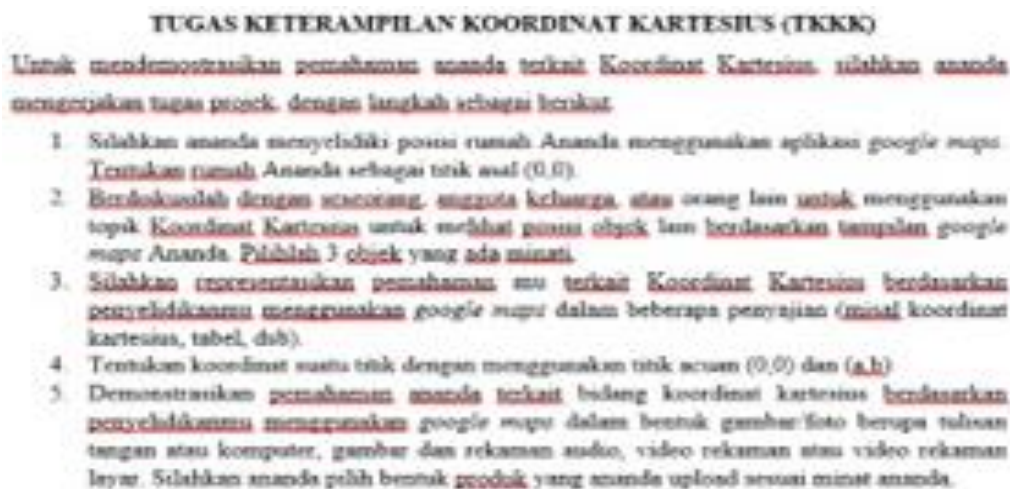 TUGAS KETERAMPILAN KOORDINAT KARTESIUS (TKKK)
Untuk mendemostrasikan pemahaman ananda terkait Koordinat Kartesius, silahkan ananda
mengerjakan tugas projek, dengan langkah sebagai berikut
1. Silahkan ananda menyelidiki posisi rumah Ananda menggunakan aplikasi google maps.
Tentukan rumah Ananda sebagai titik asal (0,0).
2. Berdiskusilah dengan seseorang, anggota keluarga, atau orang lain untuk menggunakan
topik Koordinat Kartesius untuk melihat posisi objek lain berdasarkan tampilan google
maps Ananda. Pilihlah 3 objek yang ada minati.
3. Silahkan representasikan pemahaman mu terkait Koordinat Kartesius berdasarkan
penyelidikanmu menggunakan google maps dalam beberapa penyajian (misal koordinat
kartesius, tabel, dsb).
4. Tentukan koordinat suatu titik dengan menggunakan titik acuan (0,0) dan (a,b)
5. Demonstrasikan pemahaman ananda terkait bidang koordinat kartesius berdasarkan
penyelidikanmu menggunakan google maps dalam bentuk gambar/foto berupa tulisan
tangan atau komputer, gambar dan rekaman audio, video rekaman atau video rekaman
layar. Silahkan ananda pilih bentuk produk yang ananda upload sesuai minat ananda.